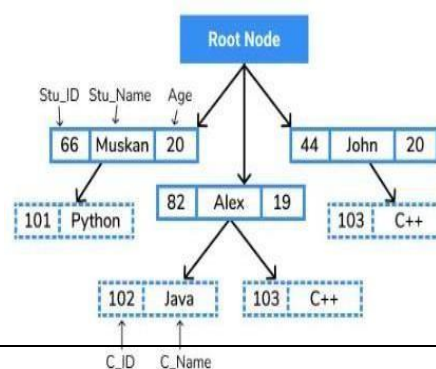 Root Node
Stu_ID Stu_Name Age
66 Muskan 20
44 John 20
82 Alex 19
101 Python
103 C++
102 Java
103 C++
C_ID C_Name